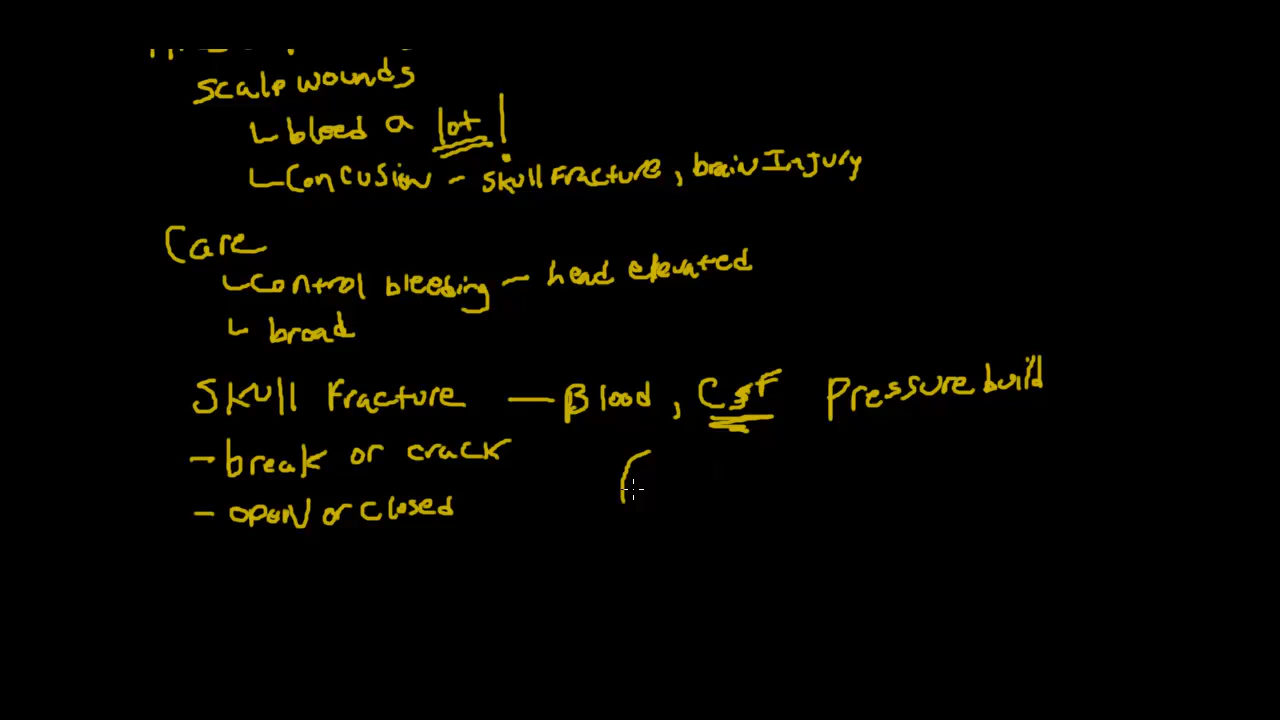 scalp wounds
↳ bleed a lot!
↳ Concusion - skull Fracture, brain Injury
Care
↳ Control bleeding - head elevated
↳ broad
Skull Fracture — Blood, CSF Pressure build
- break or crack
- open or closed